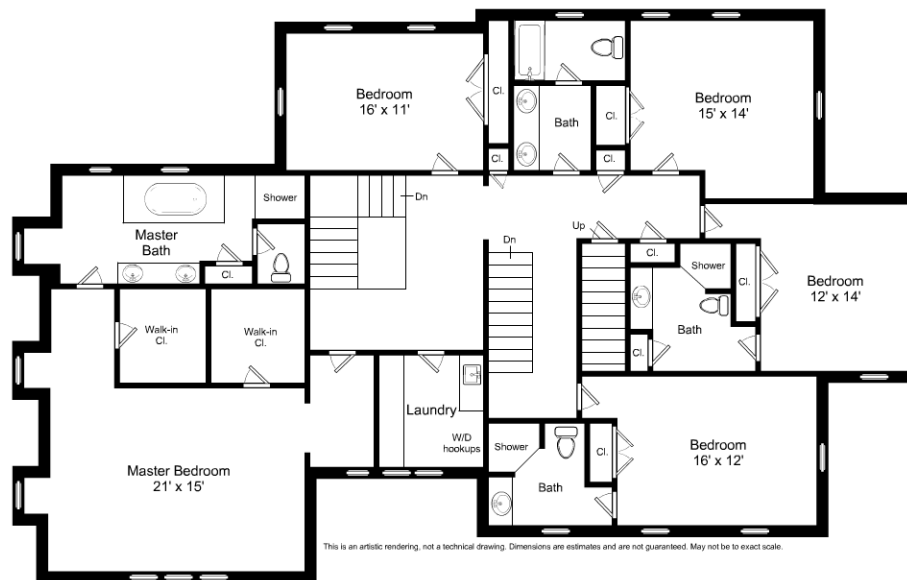 Bedroom
16' x 11'
Cl.
Cl.
Bath
Cl.
Cl.
Bedroom
15' x 14'
Shower
Master
Bath
Cl.
Dn
Dn
Up
Cl.
Shower
Cl.
Bath
Cl.
Bedroom
12' x 14'
Walk-in
Cl.
Walk-in
Cl.
Laundry
W/D
hookups
Master Bedroom
21' x 15'
Shower
Bath
Cl.
Bedroom
16' x 12'
This is an artistic rendering, not a technical drawing. Dimensions are estimates and are not guaranteed. May not be to exact scale.